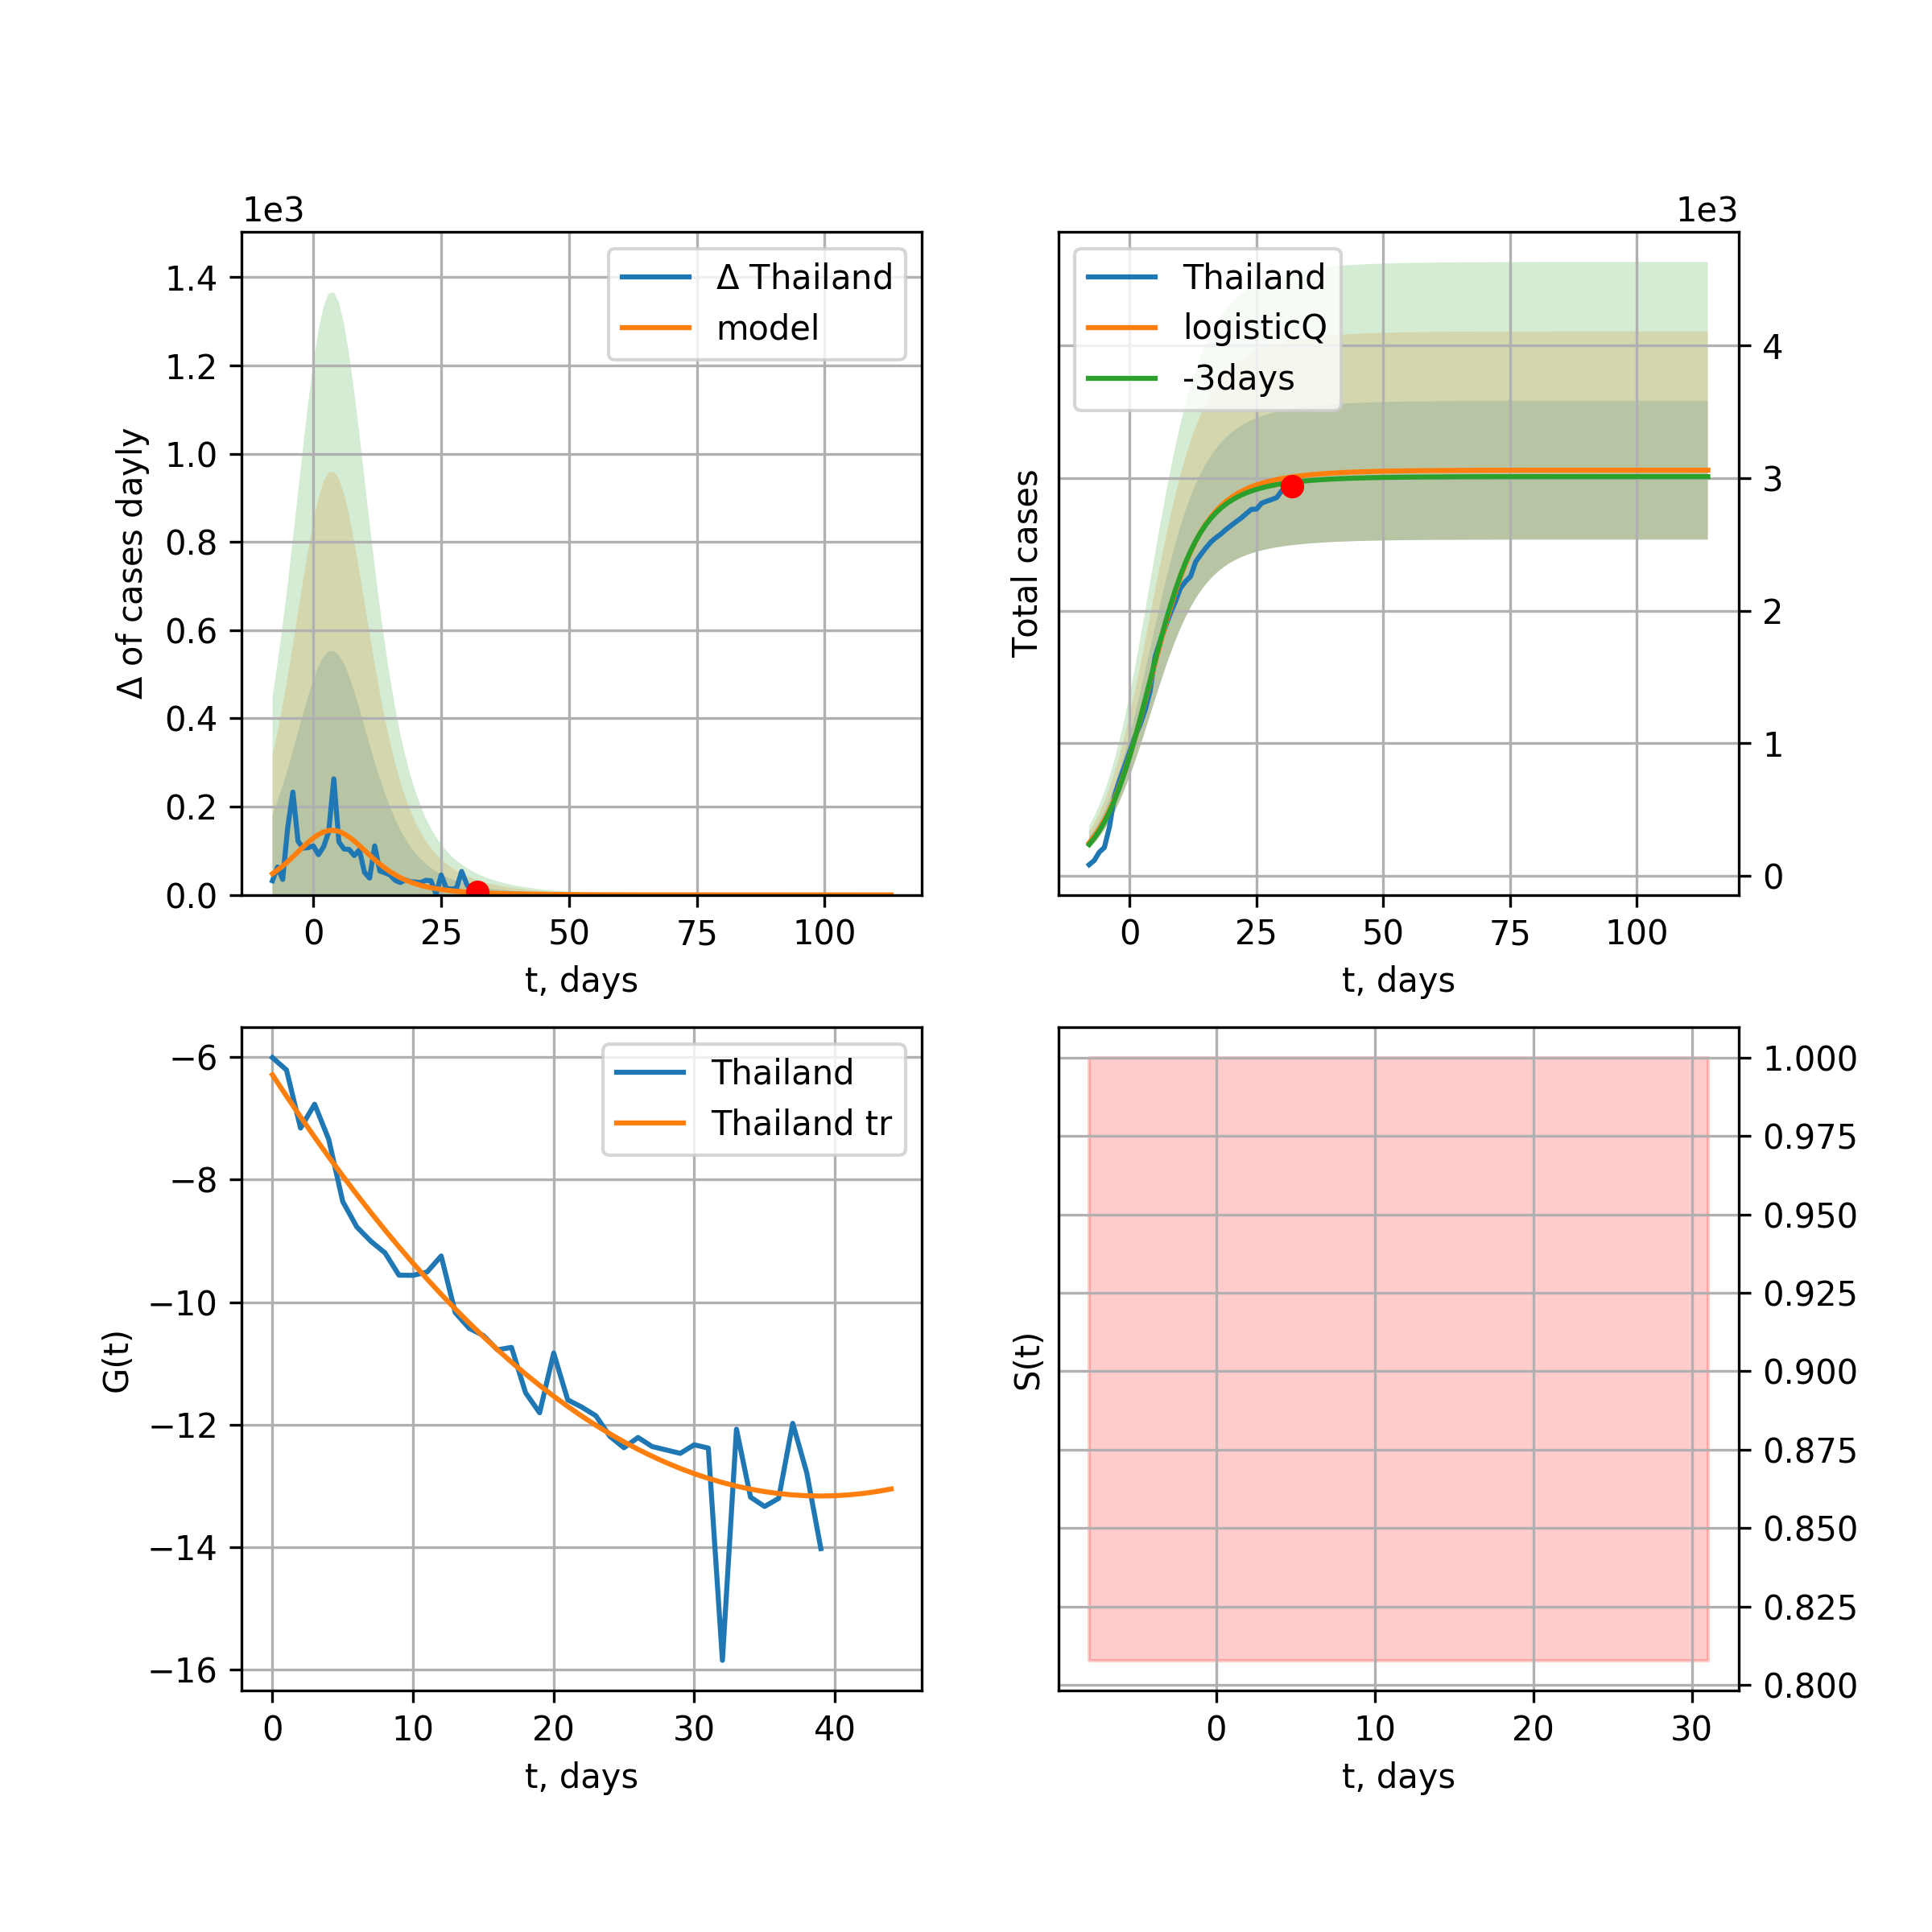 1e3
Δ of cases dayly
1.4
1.2
1.0
0.8
0.6
0.4
0.2
0.0
Δ Thailand
model
0 25 50 75 100
t, days
1e3
Total cases
Thailand
logisticQ
-3days
4
3
2
1
0
0 25 50 75 100
t, days
G(t)
−6
−8
−10
−12
−14
−16
Thailand
Thailand tr
0 10 20 30 40
t, days
S(t)
1.000
0.975
0.950
0.925
0.900
0.875
0.850
0.825
0.800
0 10 20 30
t, days